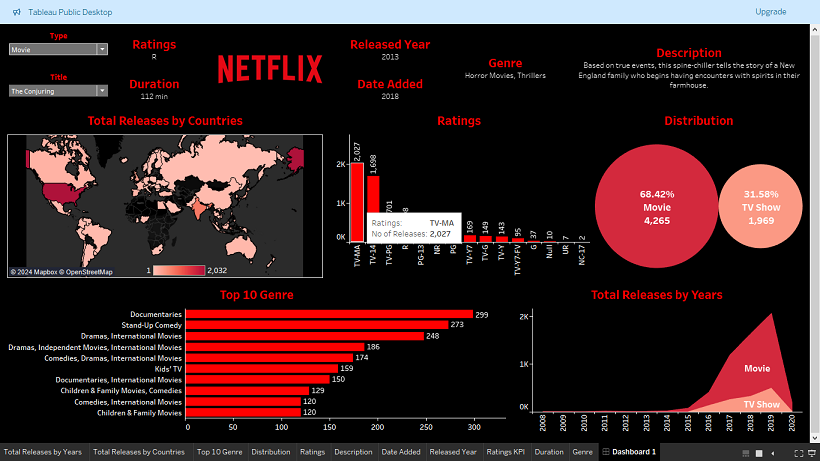 Tableau Public Desktop
Upgrade
Type
Movie
Title
The Conjuring
Ratings
R
Duration
112 min
NETFLIX
Released Year
2013
Date Added
2018
Genre
Horror Movies, Thrillers
Description
Based on true events, this spine-chiller tells the story of a New
England family who begins having encounters with spirits in their
farmhouse.
Total Releases by Countries
© 2024 Mapbox © OpenStreetMap
1
2,032
Ratings
2K
1K
0K
2,027
1,698
701
8
169
149
143
95
37
10
7
2
Ratings: TV-MA
No of Releases: 2,027
TV-MA
TV-14
TV-PG
R
PG-13
NR
PG
TV-Y7
TV-G
TV-Y
TV-Y7-FV
G
Null
UR
NC-17
Distribution
68.42%
Movie
4,265
31.58%
TV Show
1,969
Top 10 Genre
Documentaries 299
Stand-Up Comedy 273
Dramas, International Movies 248
Dramas, Independent Movies, International Movies 186
Comedies, Dramas, International Movies 174
Kids' TV 159
Documentaries, International Movies 150
Children & Family Movies, Comedies 129
Comedies, International Movies 120
Children & Family Movies 120
0 50 100 150 200 250 300
Total Releases by Years
2K
1K
0K
Movie
TV Show
2008 2009 2010 2011 2012 2013 2014 2015 2016 2017 2018 2019 2020
Total Releases by Years Total Releases by Countries Top 10 Genre Distribution Ratings Description Date Added Released Year Ratings KPI Duration Genre Dashboard 1